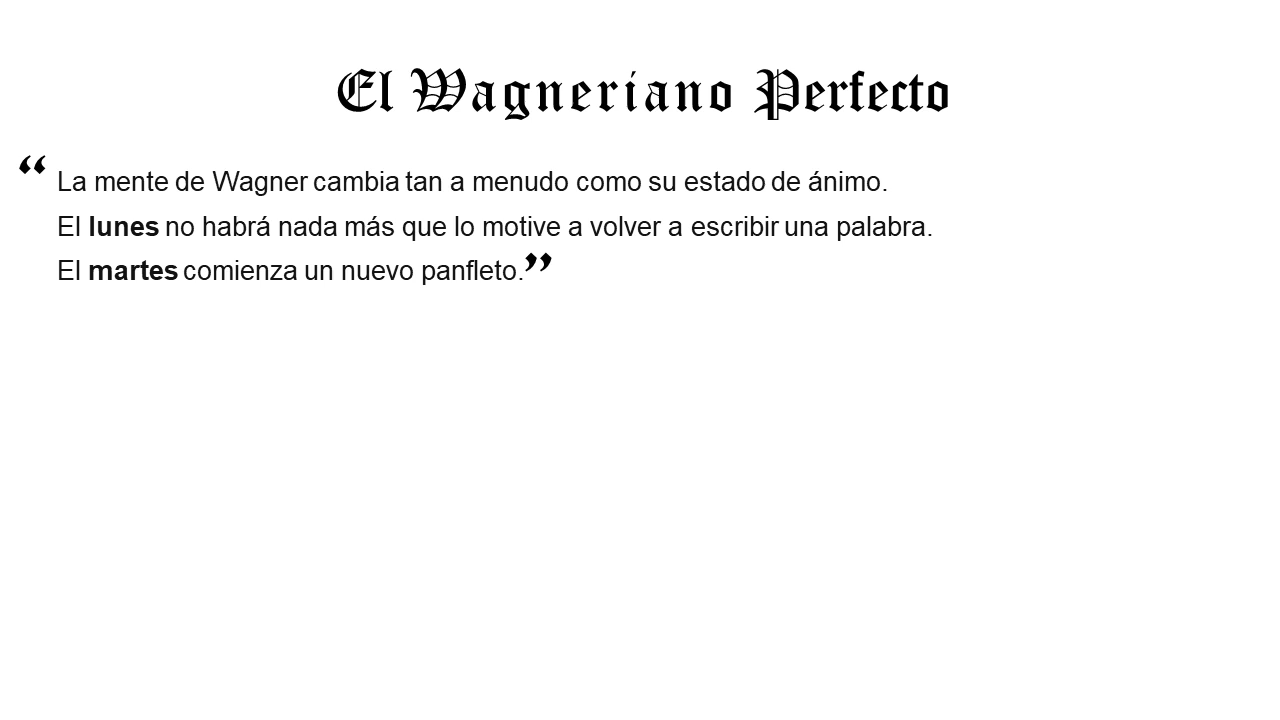 El Wagneriano Perfecto
“La mente de Wagner cambia tan a menudo como su estado de ánimo.
El lunes no habrá nada más que lo motive a volver a escribir una palabra.
El martes comienza un nuevo panfleto.”